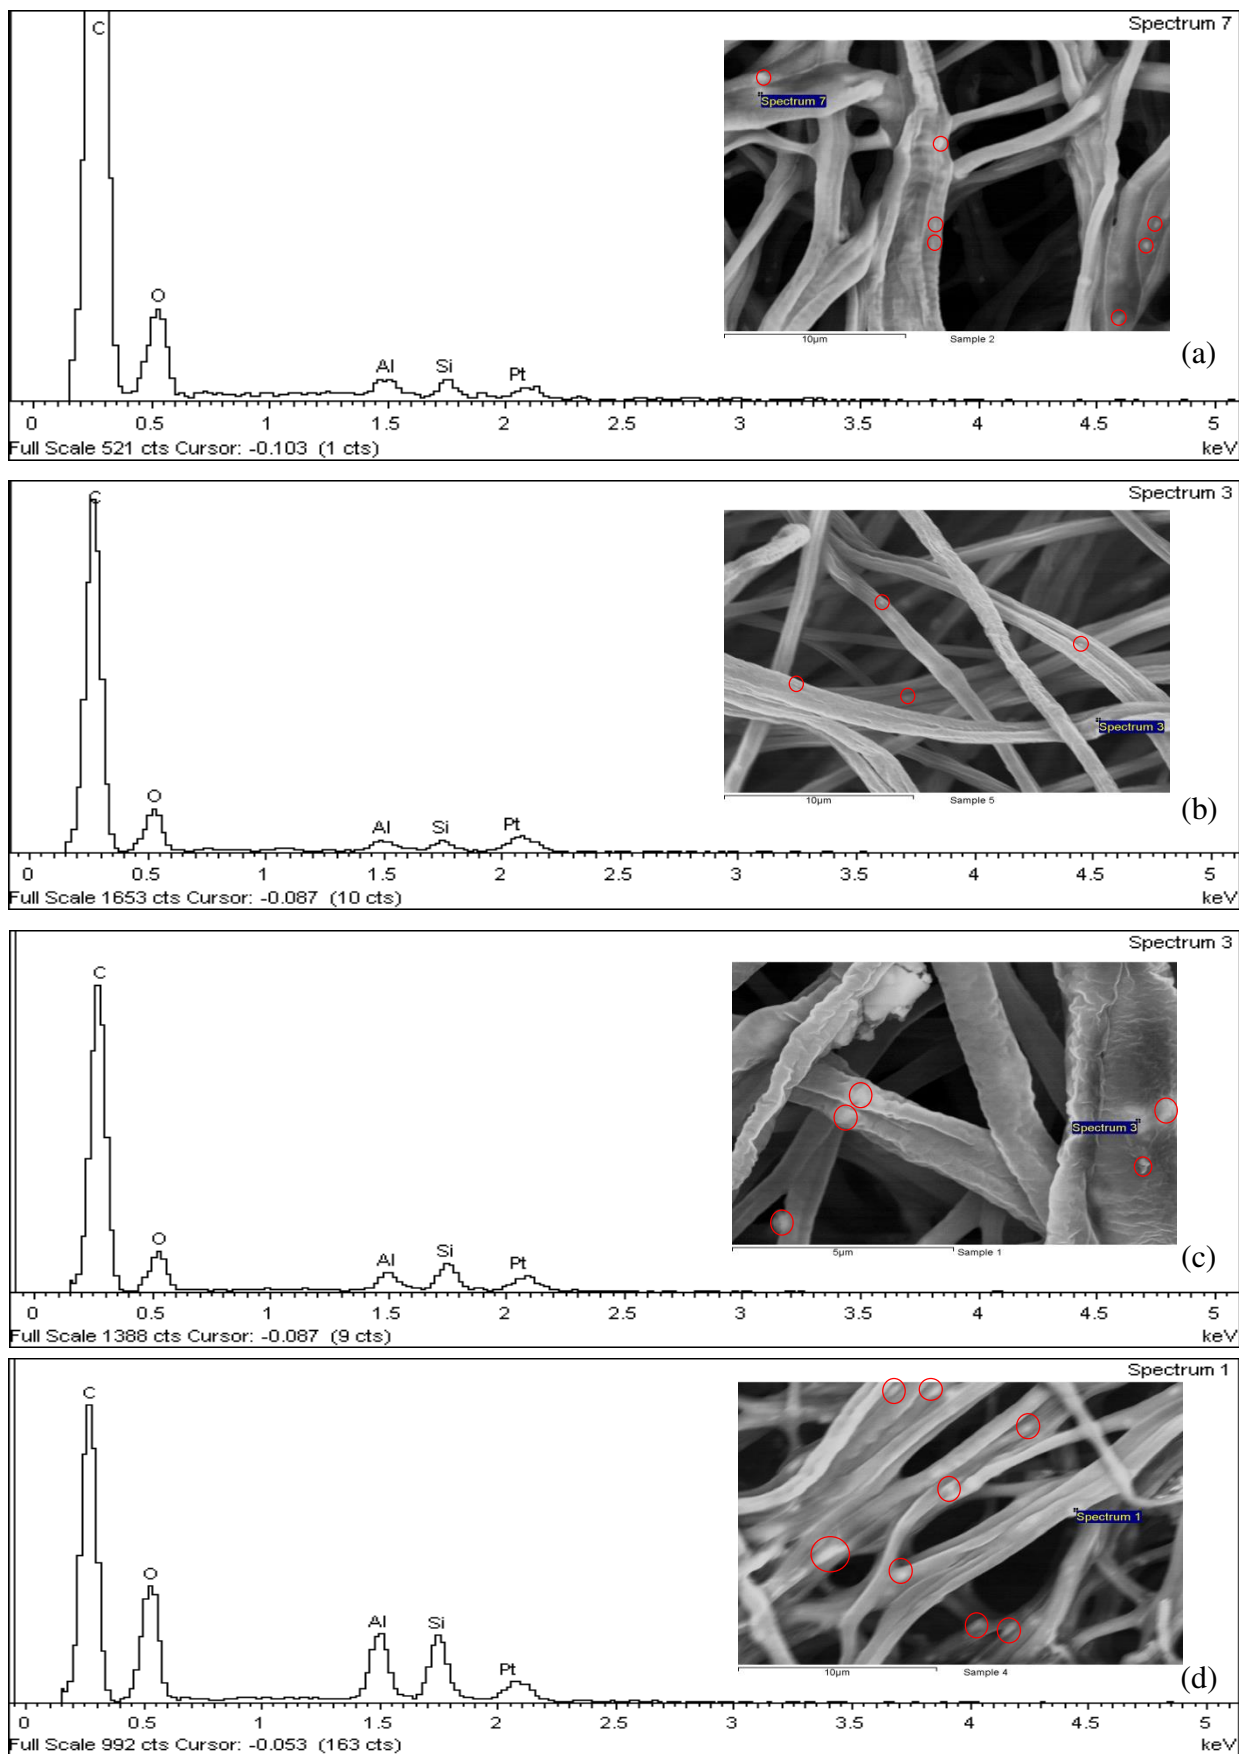 Spectrum 7
C
Spectrum 7
O
Al
Si
Pt
10µm
Sample 2
(a)
0 0.5 1 1.5 2 2.5 3 3.5 4 4.5 5
Full Scale 521 cts Cursor: -0.103 (1 cts)
keV
Spectrum 3
C
Spectrum 3
O
Al
Si
Pt
10µm
Sample 5
(b)
0 0.5 1 1.5 2 2.5 3 3.5 4 4.5 5
Full Scale 1653 cts Cursor: -0.087 (10 cts)
keV
Spectrum 3
C
Spectrum 3
O
Al
Si
Pt
5µm
Sample 1
(c)
0 0.5 1 1.5 2 2.5 3 3.5 4 4.5 5
Full Scale 1388 cts Cursor: -0.087 (9 cts)
keV
Spectrum 1
C
Spectrum 1
O
Al
Si
Pt
10µm
Sample 4
(d)
0 0.5 1 1.5 2 2.5 3 3.5 4 4.5 5
Full Scale 992 cts Cursor: -0.053 (163 cts)
keV